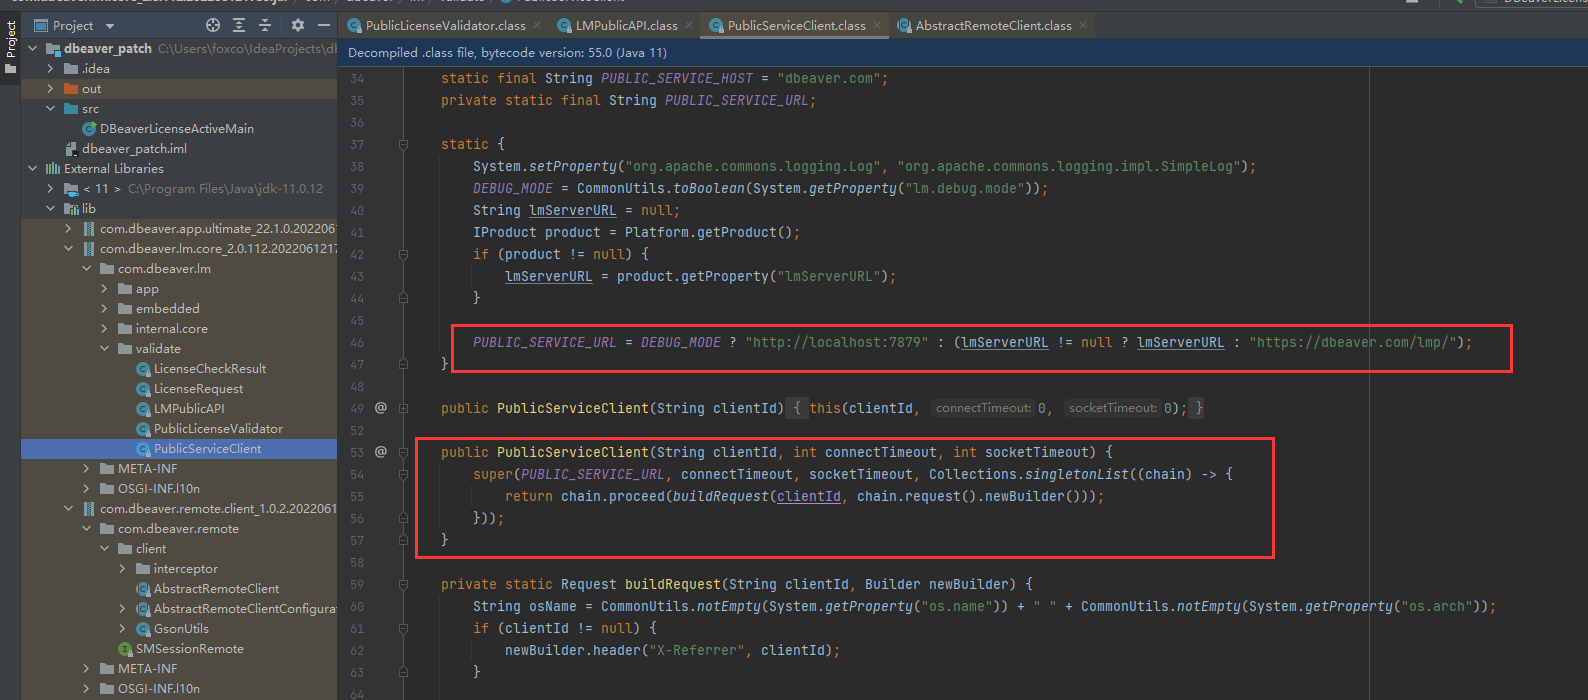 Project
dbeaver_patch C:\Users\foxco\IdeaProjects\db
.idea
out
src
DBeaverLicenseActiveMain
dbeaver_patch.iml
External Libraries
< 11 > C:\Program Files\Java\jdk-11.0.12
lib
com.dbeaver.app.ultimate_22.1.0.2022061
com.dbeaver.lm.core_2.0.112.2022061217
com.dbeaver.lm
app
embedded
internal.core
validate
LicenseCheckResult
LicenseRequest
LMPublicAPI
PublicLicenseValidator
PublicServiceClient
META-INF
OSGI-INF.l10n
com.dbeaver.remote.client_1.0.2.2022061
com.dbeaver.remote
client
interceptor
AbstractRemoteClient
AbstractRemoteClientConfigura
GsonUtils
SMSessionRemote
META-INF
OSGI-INF.l10n
Project
PublicLicenseValidator.class
LMPublicAPI.class
PublicServiceClient.class
AbstractRemoteClient.class
Decompiled .class file, bytecode version: 55.0 (Java 11)
34 static final String PUBLIC_SERVICE_HOST = "dbeaver.com";
35 private static final String PUBLIC_SERVICE_URL;
36
37 static {
38 System.setProperty("org.apache.commons.logging.Log", "org.apache.commons.logging.impl.SimpleLog");
39 DEBUG_MODE = CommonUtils.toBoolean(System.getProperty("lm.debug.mode"));
40 String lmServerURL = null;
41 IProduct product = Platform.getProduct();
42 if (product != null) {
43 lmServerURL = product.getProperty("lmServerURL");
44 }
45
46 PUBLIC_SERVICE_URL = DEBUG_MODE ? "http://localhost:7879" : (lmServerURL != null ? lmServerURL : "https://dbeaver.com/lmp/");
47 }
48
49 @ public PublicServiceClient(String clientId) { this(clientId, connectTimeout: 0, socketTimeout: 0); }
52
53 @ public PublicServiceClient(String clientId, int connectTimeout, int socketTimeout) {
54 super(PUBLIC_SERVICE_URL, connectTimeout, socketTimeout, Collections.singletonList((chain) -> {
55 return chain.proceed(buildRequest(clientId, chain.request().newBuilder()));
56 }));
57 }
58
59 private static Request buildRequest(String clientId, Builder newBuilder) {
60 String osName = CommonUtils.notEmpty(System.getProperty("os.name")) + " " + CommonUtils.notEmpty(System.getProperty("os.arch"));
61 if (clientId != null) {
62 newBuilder.header("X-Referrer", clientId);
63 }
64